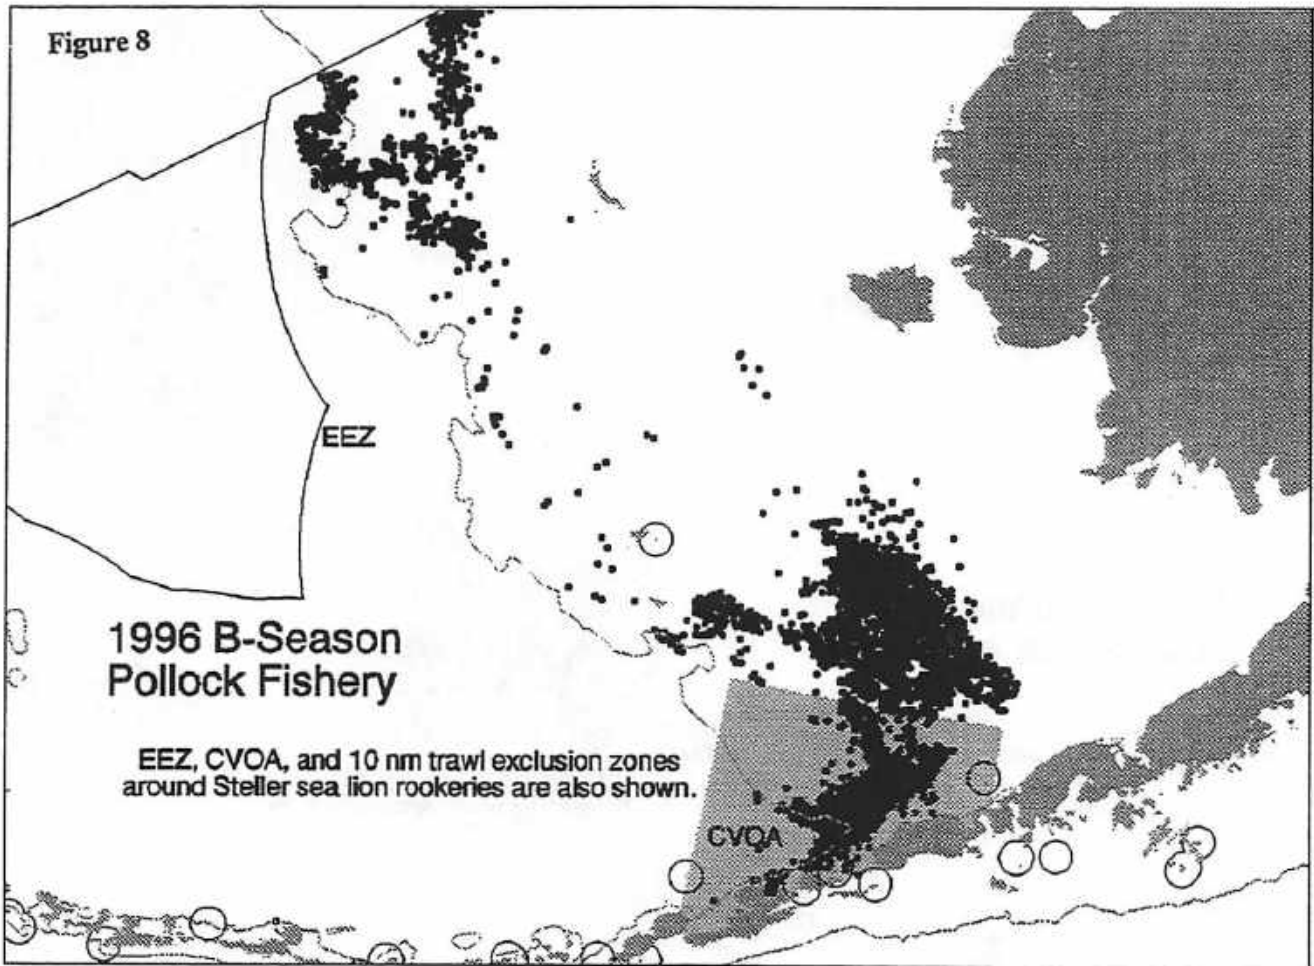 Figure 8
EEZ
1996 B-Season
Pollock Fishery
EEZ, CVOA, and 10 nm trawl exclusion zones
around Steller sea lion rookeries are also shown.
CVOA